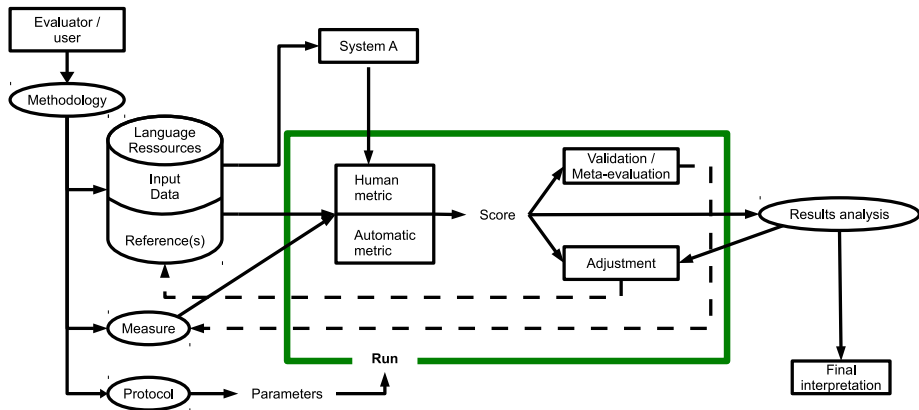 Evaluator /
user
System A
Methodology
Language
Ressources
Input
Data
Reference(s)
Human
metric
Automatic
metric
Score
Validation /
Meta-evaluation
Results analysis
Adjustment
Measure
Run
Protocol
Parameters
Final
interpretation